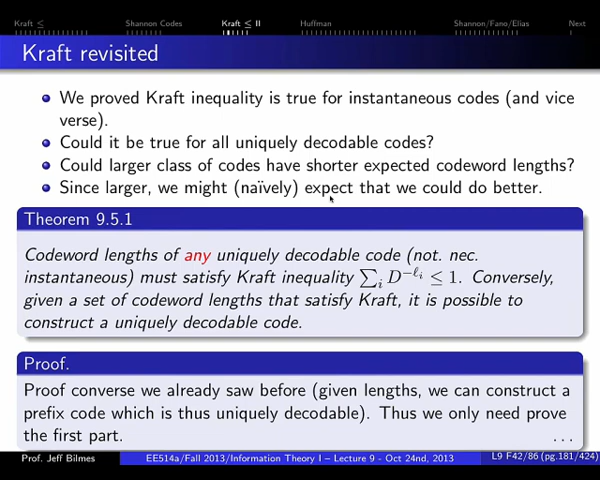 Kraft ≤ Shannon Codes Kraft ≤ II Huffman Shannon/Fano/Elias Next
Kraft revisited
We proved Kraft inequality is true for instantaneous codes (and vice
verse).
Could it be true for all uniquely decodable codes?
Could larger class of codes have shorter expected codeword lengths?
Since larger, we might (naïvely) expect that we could do better.
Theorem 9.5.1
Codeword lengths of any uniquely decodable code (not. nec.
instantaneous) must satisfy Kraft inequality ∑ᵢ D^{−ℓᵢ} ≤ 1. Conversely,
given a set of codeword lengths that satisfy Kraft, it is possible to
construct a uniquely decodable code.
Proof.
Proof converse we already saw before (given lengths, we can construct a
prefix code which is thus uniquely decodable). Thus we only need prove
the first part. ...
Prof. Jeff Bilmes EE514a/Fall 2013/Information Theory I – Lecture 9 - Oct 24nd, 2013 L9 F42/86 (pg.181/424)